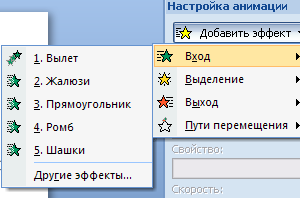 Настройка анимации
Добавить эффект
Вход
Выделение
Выход
Пути перемещения
1. Вылет
2. Жалюзи
3. Прямоугольник
4. Ромб
5. Шашки
Другие эффекты...
Свойство:
Скорость: